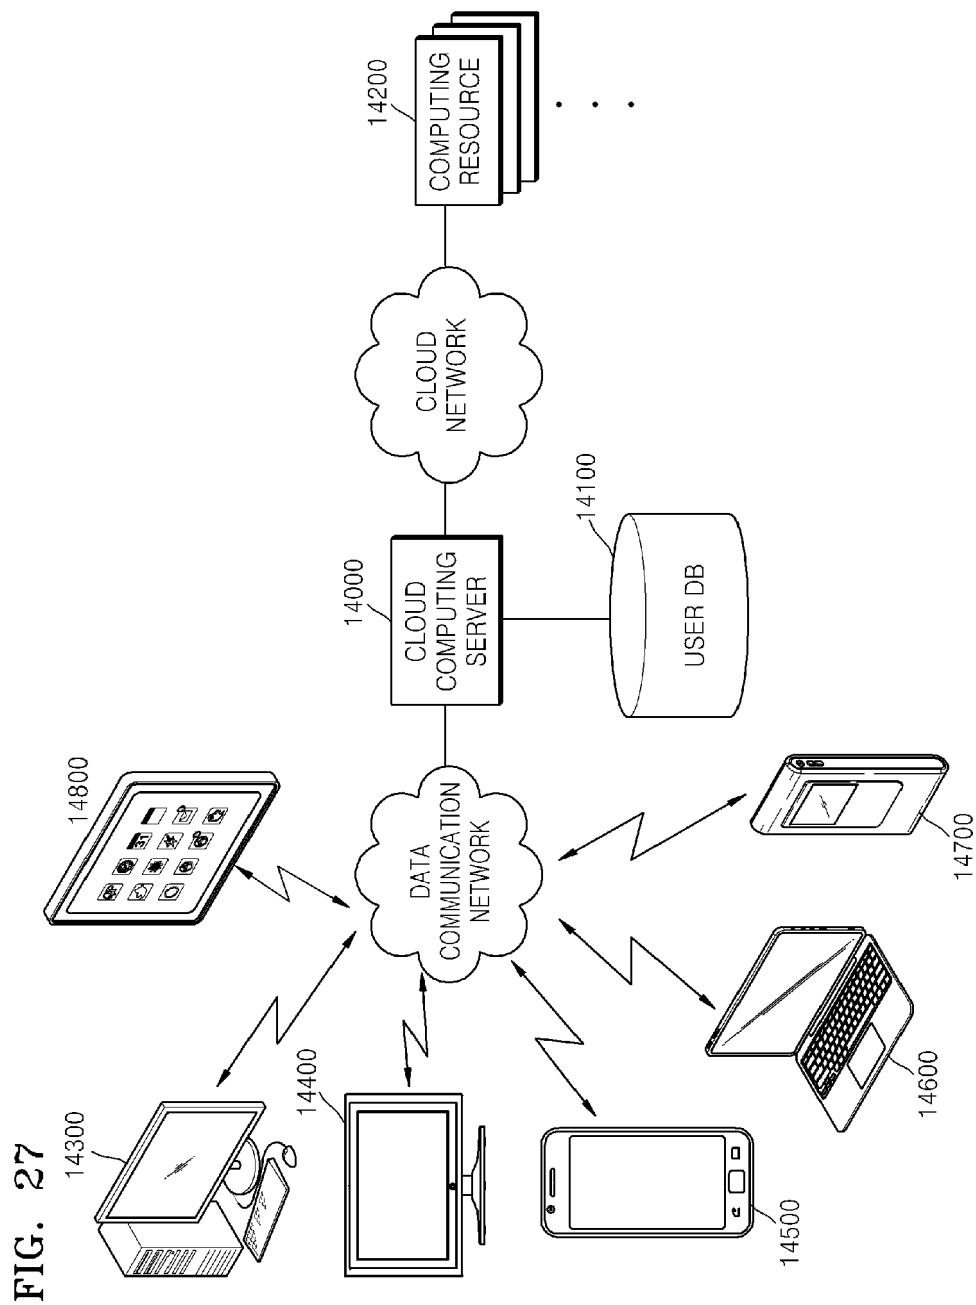 FIG. 27
14300
14400
14500
14600
14700
14800
31
DATA
COMMUNICATION
NETWORK
14000
CLOUD
COMPUTING
SERVER
14100
USER DB
CLOUD
NETWORK
14200
COMPUTING
RESOURCE